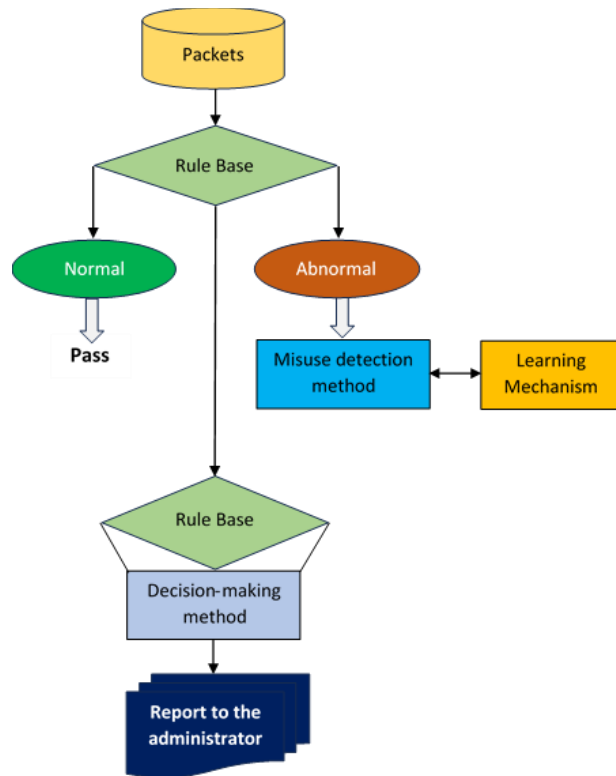 Packets
Rule Base
Normal
Abnormal
Pass
Misuse detection
method
Learning
Mechanism
Rule Base
Decision-making
method
Report to the
administrator